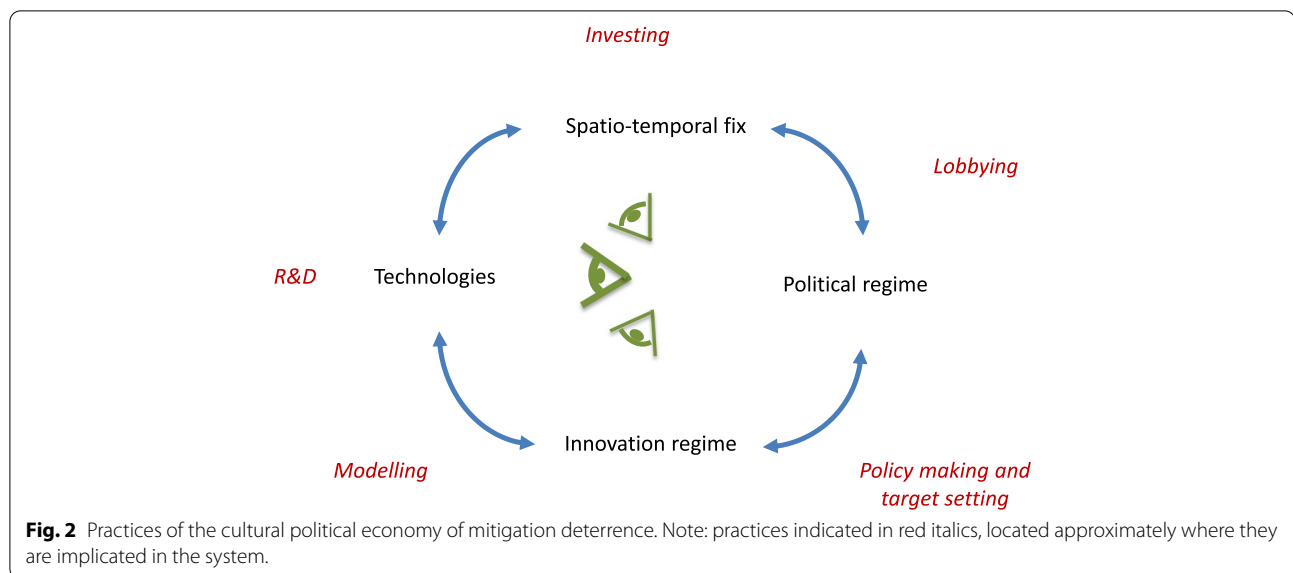 Investing
Spatio-temporal fix
Lobbying
R&D
Technologies
Political regime
Innovation regime
Modelling
Policy making and
target setting
Fig. 2 Practices of the cultural political economy of mitigation deterrence. Note: practices indicated in red italics, located approximately where they
are implicated in the system.